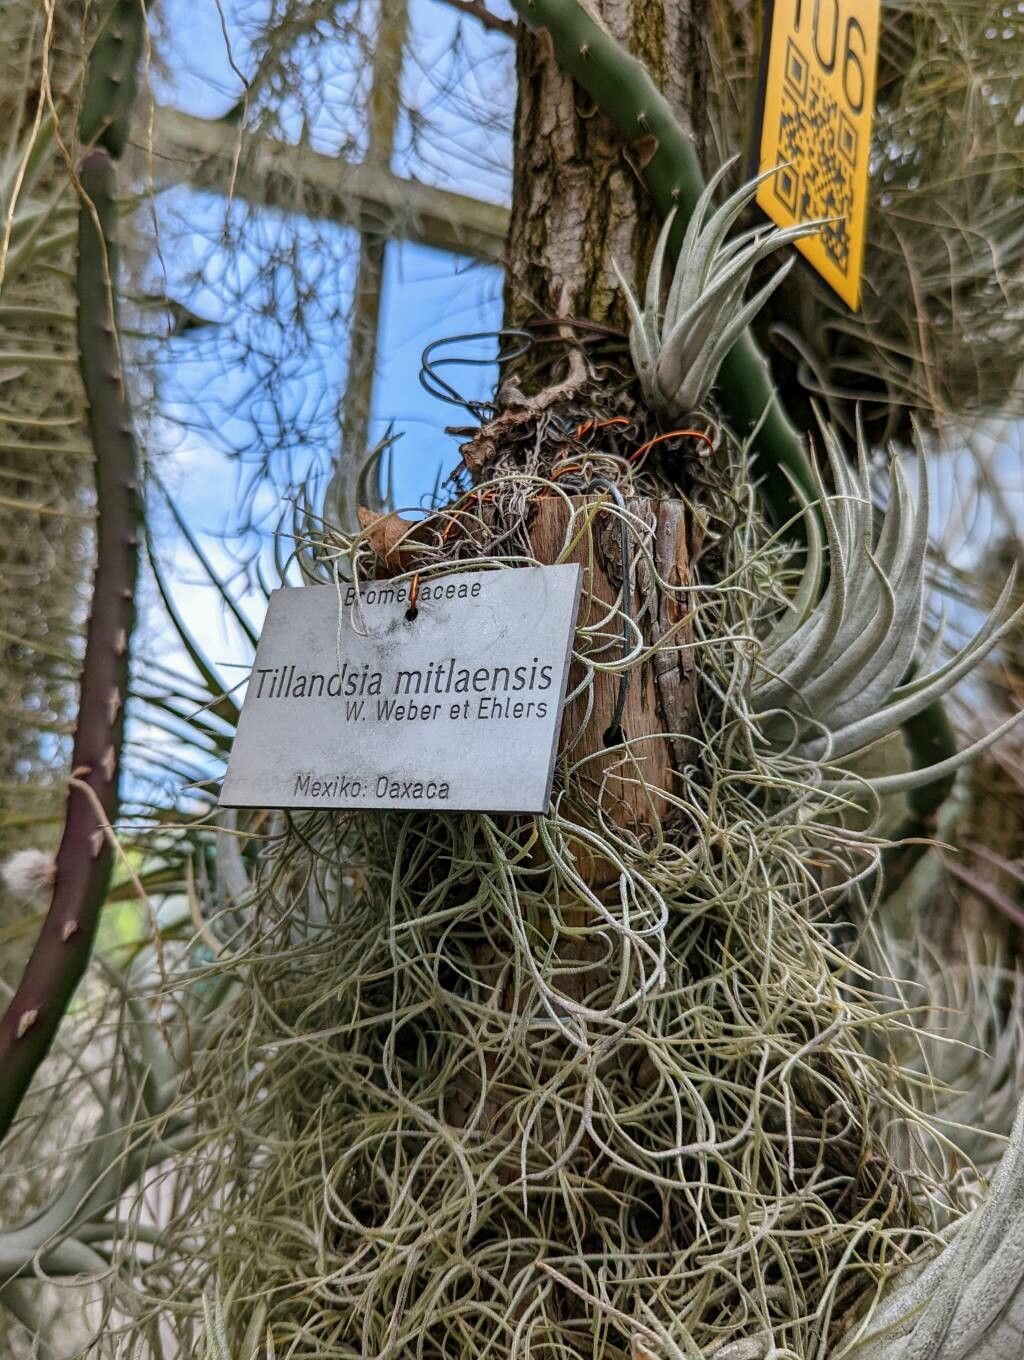 106
Bromeliaceae
Tillandsia mitlaensis
W. Weber et Ehlers
Mexiko: Oaxaca